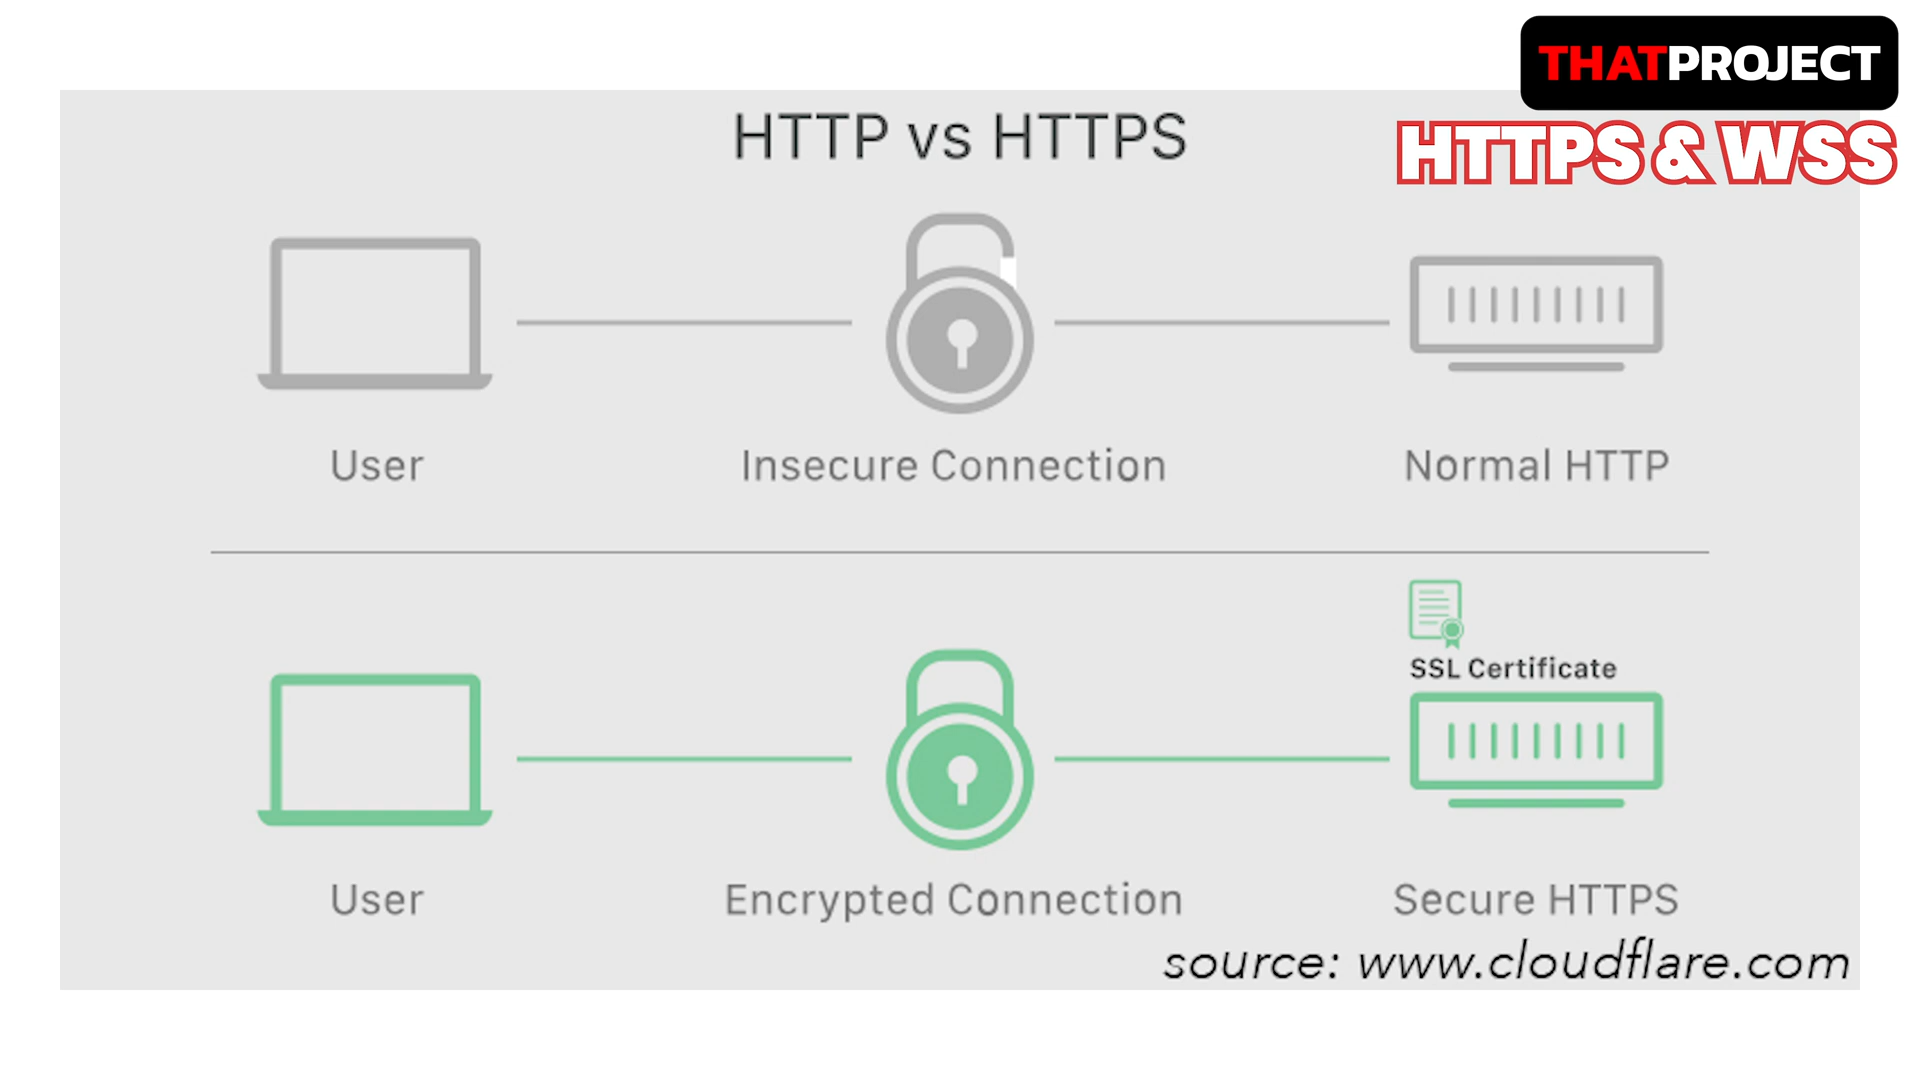 THATPROJECT
HTTPS & WSS
HTTP vs HTTPS
User
Insecure Connection
Normal HTTP
SSL Certificate
User
Encrypted Connection
Secure HTTPS
source: www.cloudflare.com